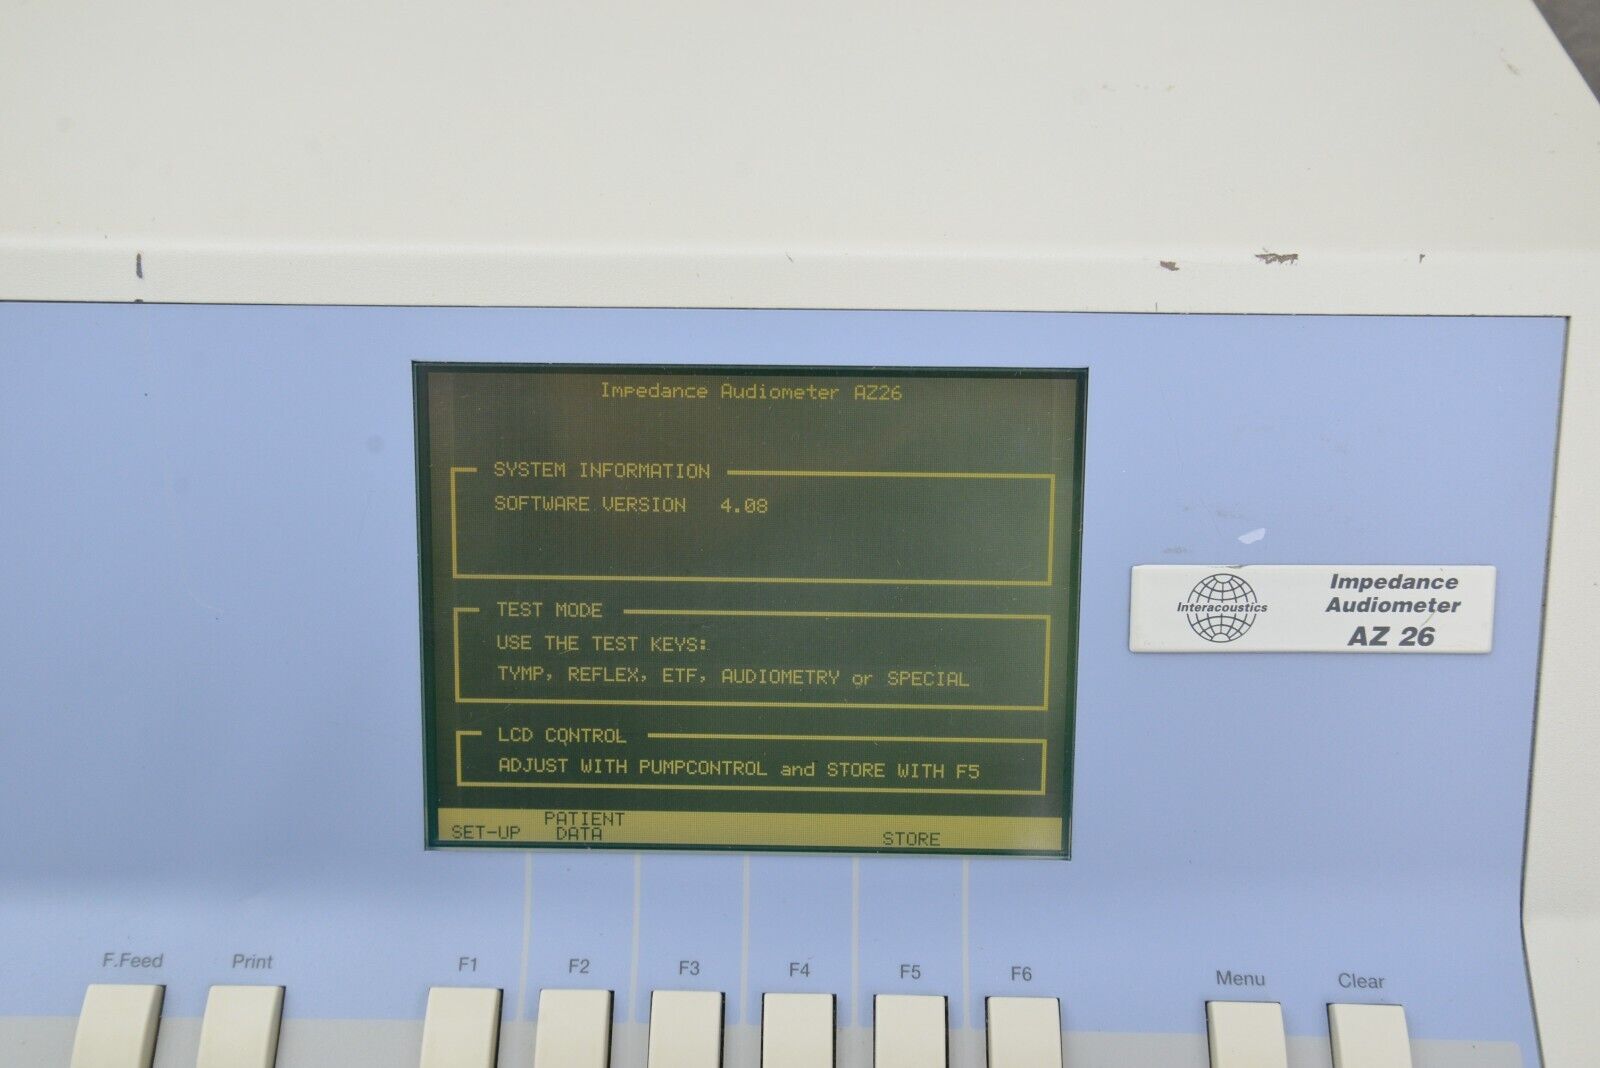 Impedance Audiometer AZ26
SYSTEM INFORMATION
SOFTWARE VERSION 4.08
TEST MODE
USE THE TEST KEYS:
TYMP, REFLEX, ETF, AUDIOMETRY or SPECIAL
LCD CONTROL
ADJUST WITH PUMPCONTROL and STORE WITH F5
SET-UP
PATIENT
DATA
STORE
Interacoustics
Impedance
Audiometer
AZ 26
F.Feed Print F1 F2 F3 F4 F5 F6 Menu Clear